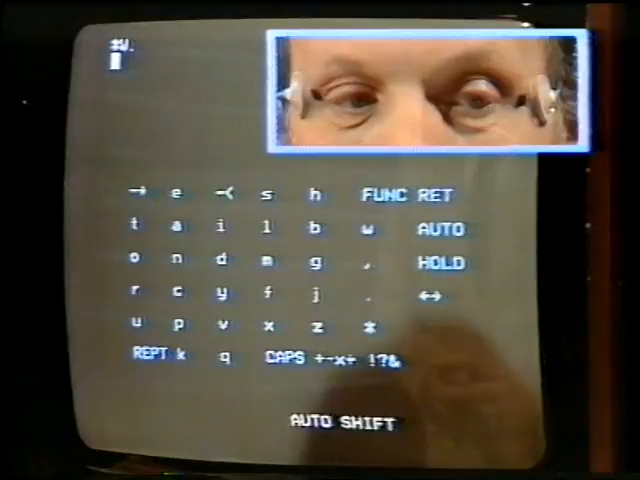 $W.
→ e -< s h FUNC RET
t a i l b w AUTO
o n d m g , HOLD
r c y f j . ↔
u p v x z *
REPT k q CAPS +-x÷ !?&
AUTO SHIFT